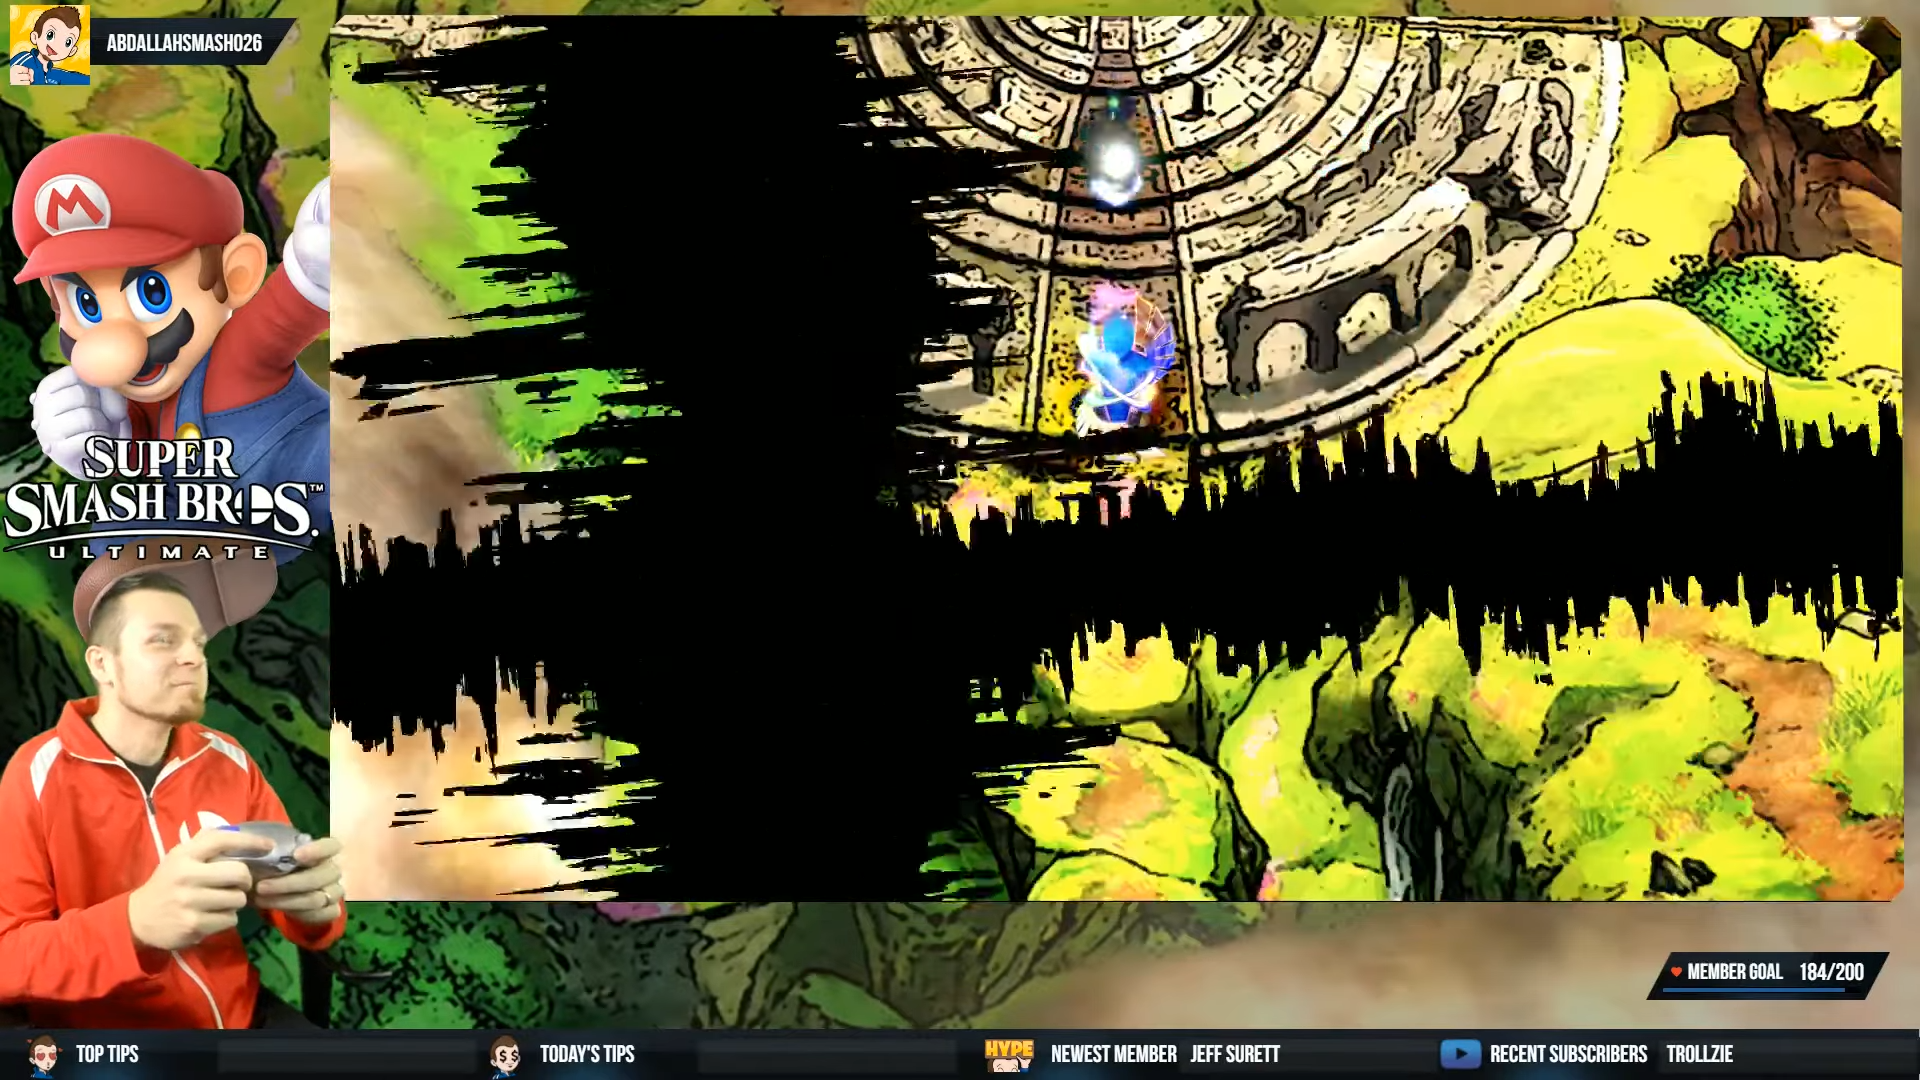 ABDALLAHSMASH026
M
SUPER
SMASH BROS.™
ULTIMATE
♥ MEMBER GOAL 184/200
TOP TIPS
TODAY'S TIPS
HYPE NEWEST MEMBER JEFF SURETT
RECENT SUBSCRIBERS TROLLZIE